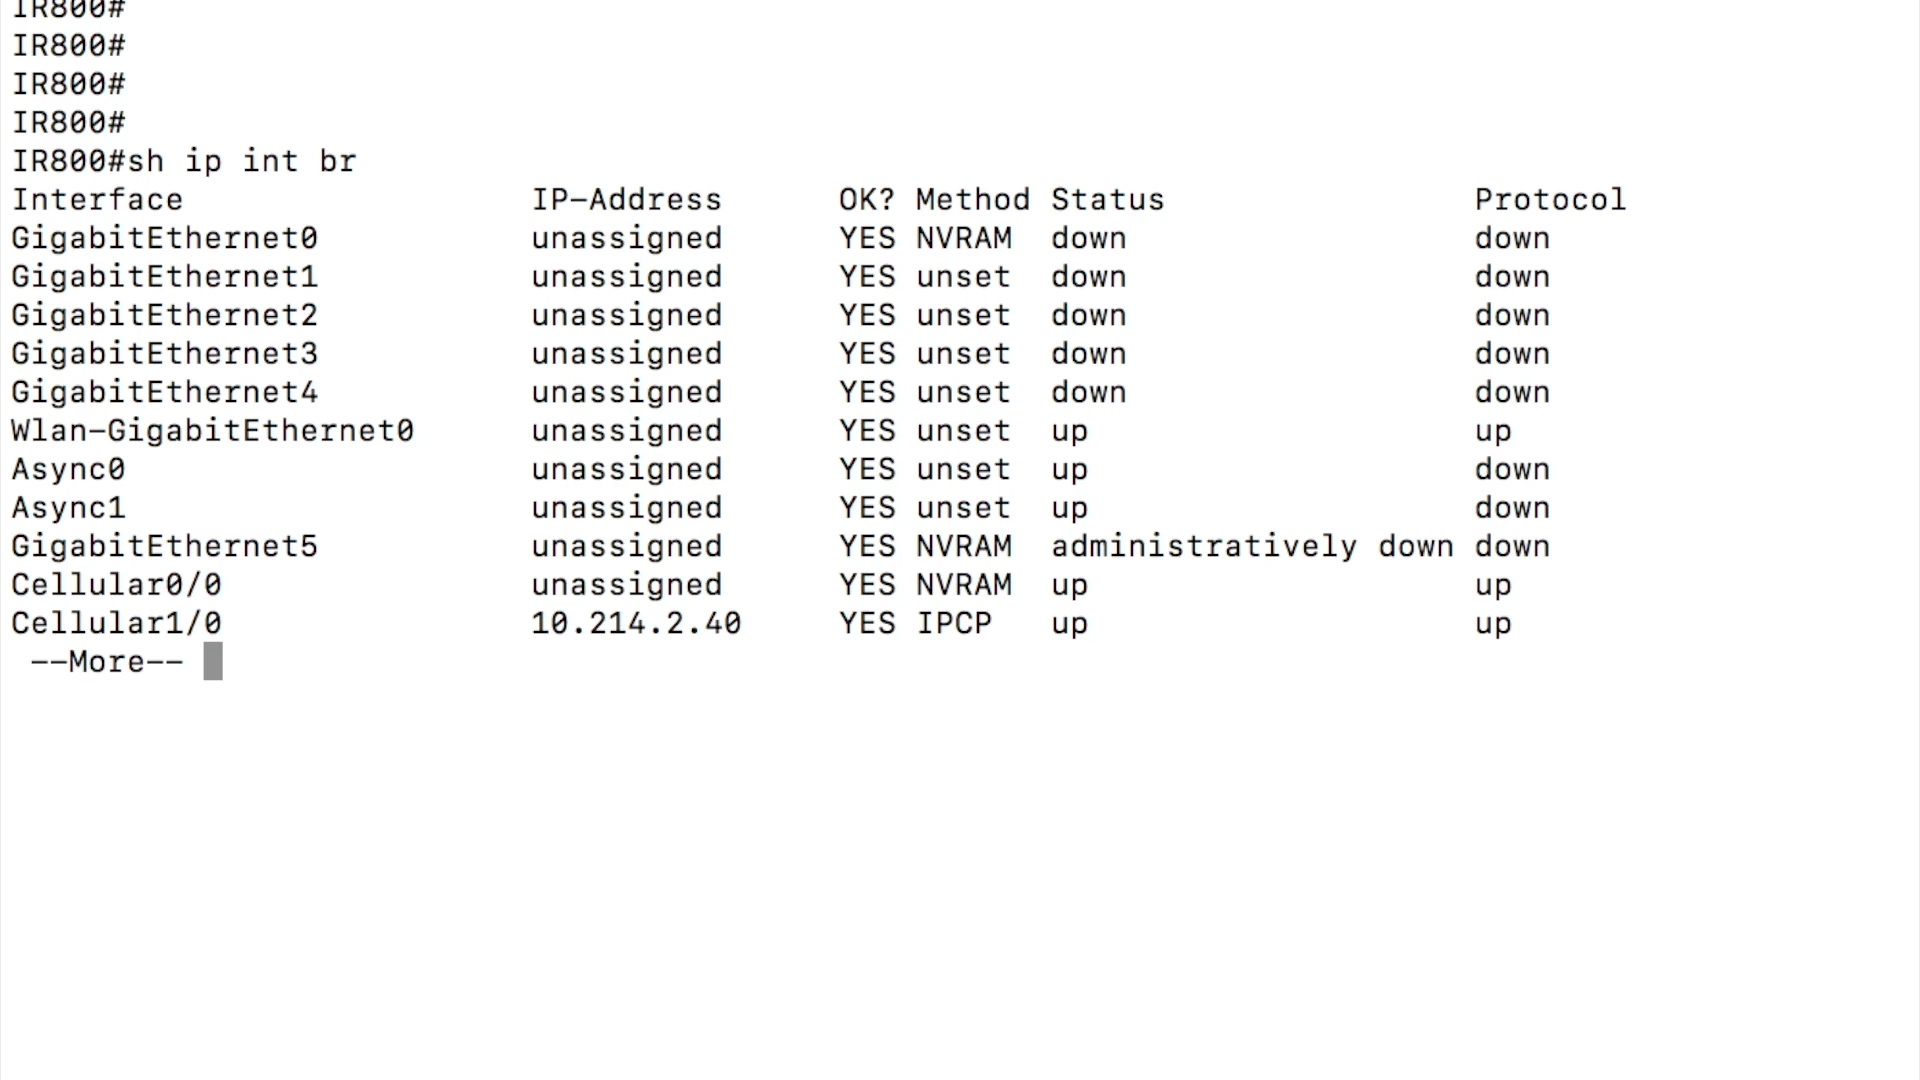 IR800#
IR800#
IR800#
IR800#
IR800#sh ip int br
Interface                  IP-Address      OK? Method Status                Protocol
GigabitEthernet0           unassigned      YES NVRAM  down                  down
GigabitEthernet1           unassigned      YES unset  down                  down
GigabitEthernet2           unassigned      YES unset  down                  down
GigabitEthernet3           unassigned      YES unset  down                  down
GigabitEthernet4           unassigned      YES unset  down                  down
Wlan-GigabitEthernet0      unassigned      YES unset  up                    up
Async0                     unassigned      YES unset  up                    down
Async1                     unassigned      YES unset  up                    down
GigabitEthernet5           unassigned      YES NVRAM  administratively down down
Cellular0/0                unassigned      YES NVRAM  up                    up
Cellular1/0                10.214.2.40     YES IPCP   up                    up
 --More--